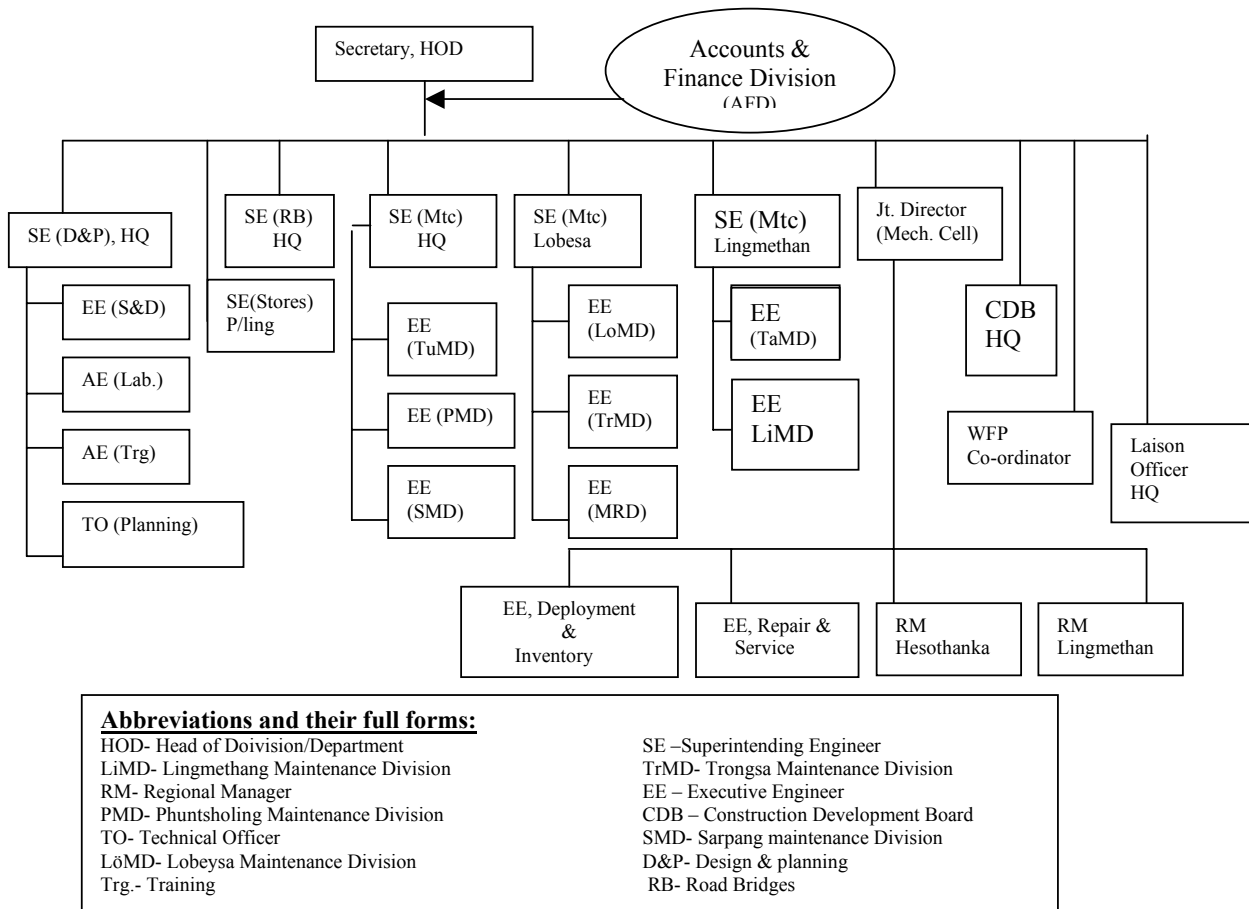 Secretary, HOD
Accounts &
Finance Division
(AFD)
SE (D&P), HQ
EE (S&D)
AE (Lab.)
AE (Trg)
TO (Planning)
SE(Stores)
P/ling
SE (RB)
HQ
SE (Mtc)
HQ
EE
(TuMD)
EE (PMD)
EE
(SMD)
SE (Mtc)
Lobesa
EE
(LoMD)
EE
(TrMD)
EE
(MRD)
SE (Mtc)
Lingmethan
EE
(TaMD)
EE
LiMD
Jt. Director
(Mech. Cell)
EE, Deployment
&
Inventory
EE, Repair &
Service
RM
Hesothanka
RM
Lingmethan
CDB
HQ
WFP
Co-ordinator
Laison
Officer
HQ
Abbreviations and their full forms:
HOD- Head of Doivision/Department
LiMD- Lingmethang Maintenance Division
RM- Regional Manager
PMD- Phuntsholing Maintenance Division
TO- Technical Officer
LöMD- Lobeysa Maintenance Division
Trg.- Training
SE –Superintending Engineer
TrMD- Trongsa Maintenance Division
EE – Executive Engineer
CDB – Construction Development Board
SMD- Sarpang maintenance Division
D&P- Design & planning
RB- Road Bridges